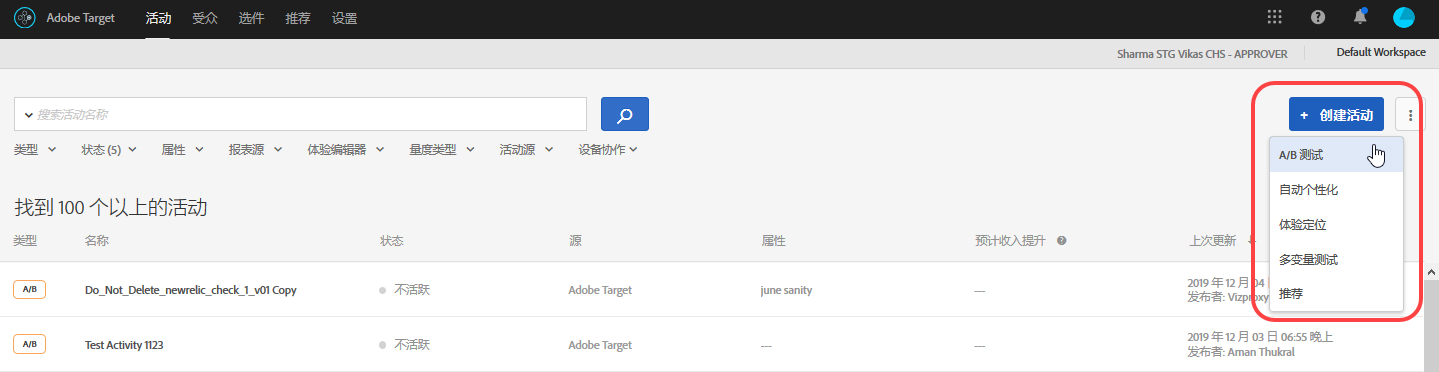 Adobe Target 活动 受众 选件 推荐 设置
Sharma STG Vikas CHS - APPROVER Default Workspace
搜索活动名称
+ 创建活动
类型 状态 (5) 属性 报表源 体验编辑器 量度类型 活动源 设备协作
A/B 测试
自动个性化
体验定位
多变量测试
推荐
找到 100 个以上的活动
类型 名称 状态 源 属性 预计收入提升 上次更新
A/B Do_Not_Delete_newrelic_check_1_v01 Copy 不活跃 Adobe Target june sanity --- 2019 年 12 月 04
发布者: Vizproxy
A/B Test Activity 1123 不活跃 Adobe Target --- --- 2019 年 12 月 03 日 06:55 晚上
发布者: Aman Thukral